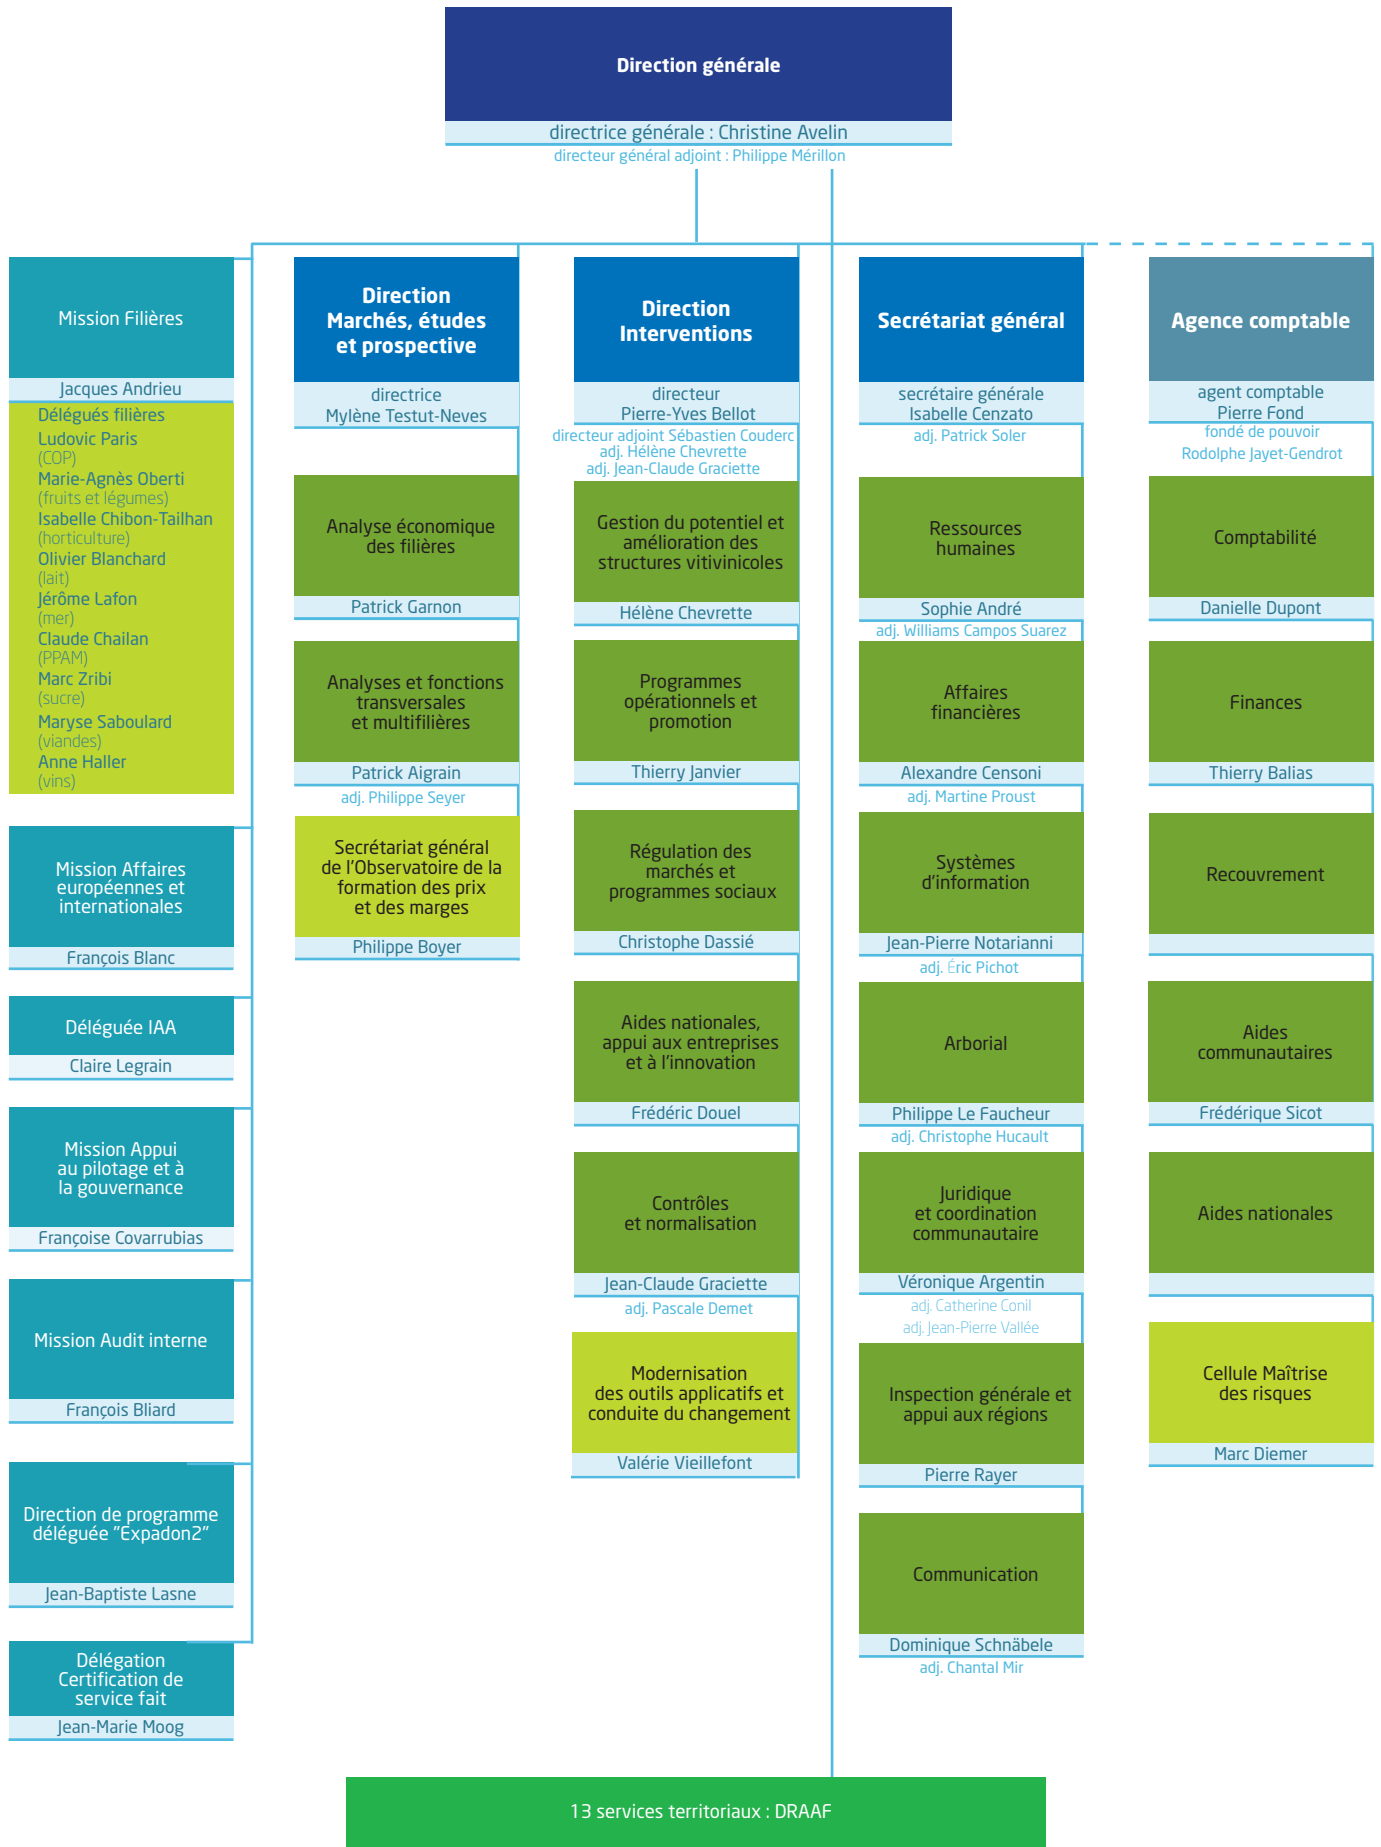 Direction générale
directrice générale : Christine Avelin
directeur général adjoint : Philippe Mérillon
Mission Filières
Jacques Andrieu
Délégués filières
Ludovic Paris
(COP)
Marie-Agnès Oberti
(fruits et légumes)
Isabelle Chibon-Tailhan
(horticulture)
Olivier Blanchard
(lait)
Jérôme Lafon
(mer)
Claude Chailan
(PPAM)
Marc Zribi
(sucre)
Maryse Saboulard
(viandes)
Anne Haller
(vins)
Mission Affaires
européennes et
internationales
François Blanc
Déléguée IAA
Claire Legrain
Mission Appui
au pilotage et à
la gouvernance
Françoise Covarrubias
Mission Audit interne
François Bliard
Direction de programme
déléguée "Expadon2"
Jean-Baptiste Lasne
Délégation
Certification de
service fait
Jean-Marie Moog
Direction
Marchés, études
et prospective
directrice
Mylène Testut-Neves
Analyse économique
des filières
Patrick Garnon
Analyses et fonctions
transversales
et multifilières
Patrick Aigrain
adj. Philippe Seyer
Secrétariat général
de l'Observatoire de la
formation des prix
et des marges
Philippe Boyer
Direction
Interventions
directeur
Pierre-Yves Bellot
directeur adjoint Sébastien Couderc
adj. Hélène Chevrette
adj. Jean-Claude Graciette
Gestion du potentiel et
amélioration des
structures vitivinicoles
Hélène Chevrette
Programmes
opérationnels et
promotion
Thierry Janvier
Régulation des
marchés et
programmes sociaux
Christophe Dassié
Aides nationales,
appui aux entreprises
et à l'innovation
Frédéric Douel
Contrôles
et normalisation
Jean-Claude Graciette
adj. Pascale Demet
Modernisation
des outils applicatifs et
conduite du changement
Valérie Vieillefont
Secrétariat général
secrétaire générale
Isabelle Cenzato
adj. Patrick Soler
Ressources
humaines
Sophie André
adj. Williams Campos Suarez
Affaires
financières
Alexandre Censoni
adj. Martine Proust
Systèmes
d'information
Jean-Pierre Notarianni
adj. Éric Pichot
Arborial
Philippe Le Faucheur
adj. Christophe Hucault
Juridique
et coordination
communautaire
Véronique Argentin
adj. Catherine Conil
adj. Jean-Pierre Vallée
Inspection générale et
appui aux régions
Pierre Rayer
Communication
Dominique Schnäbele
adj. Chantal Mir
Agence comptable
agent comptable
Pierre Fond
fondé de pouvoir
Rodolphe Jayet-Gendrot
Comptabilité
Danielle Dupont
Finances
Thierry Balias
Recouvrement
Aides
communautaires
Frédérique Sicot
Aides nationales
Cellule Maîtrise
des risques
Marc Diemer
13 services territoriaux : DRAAF